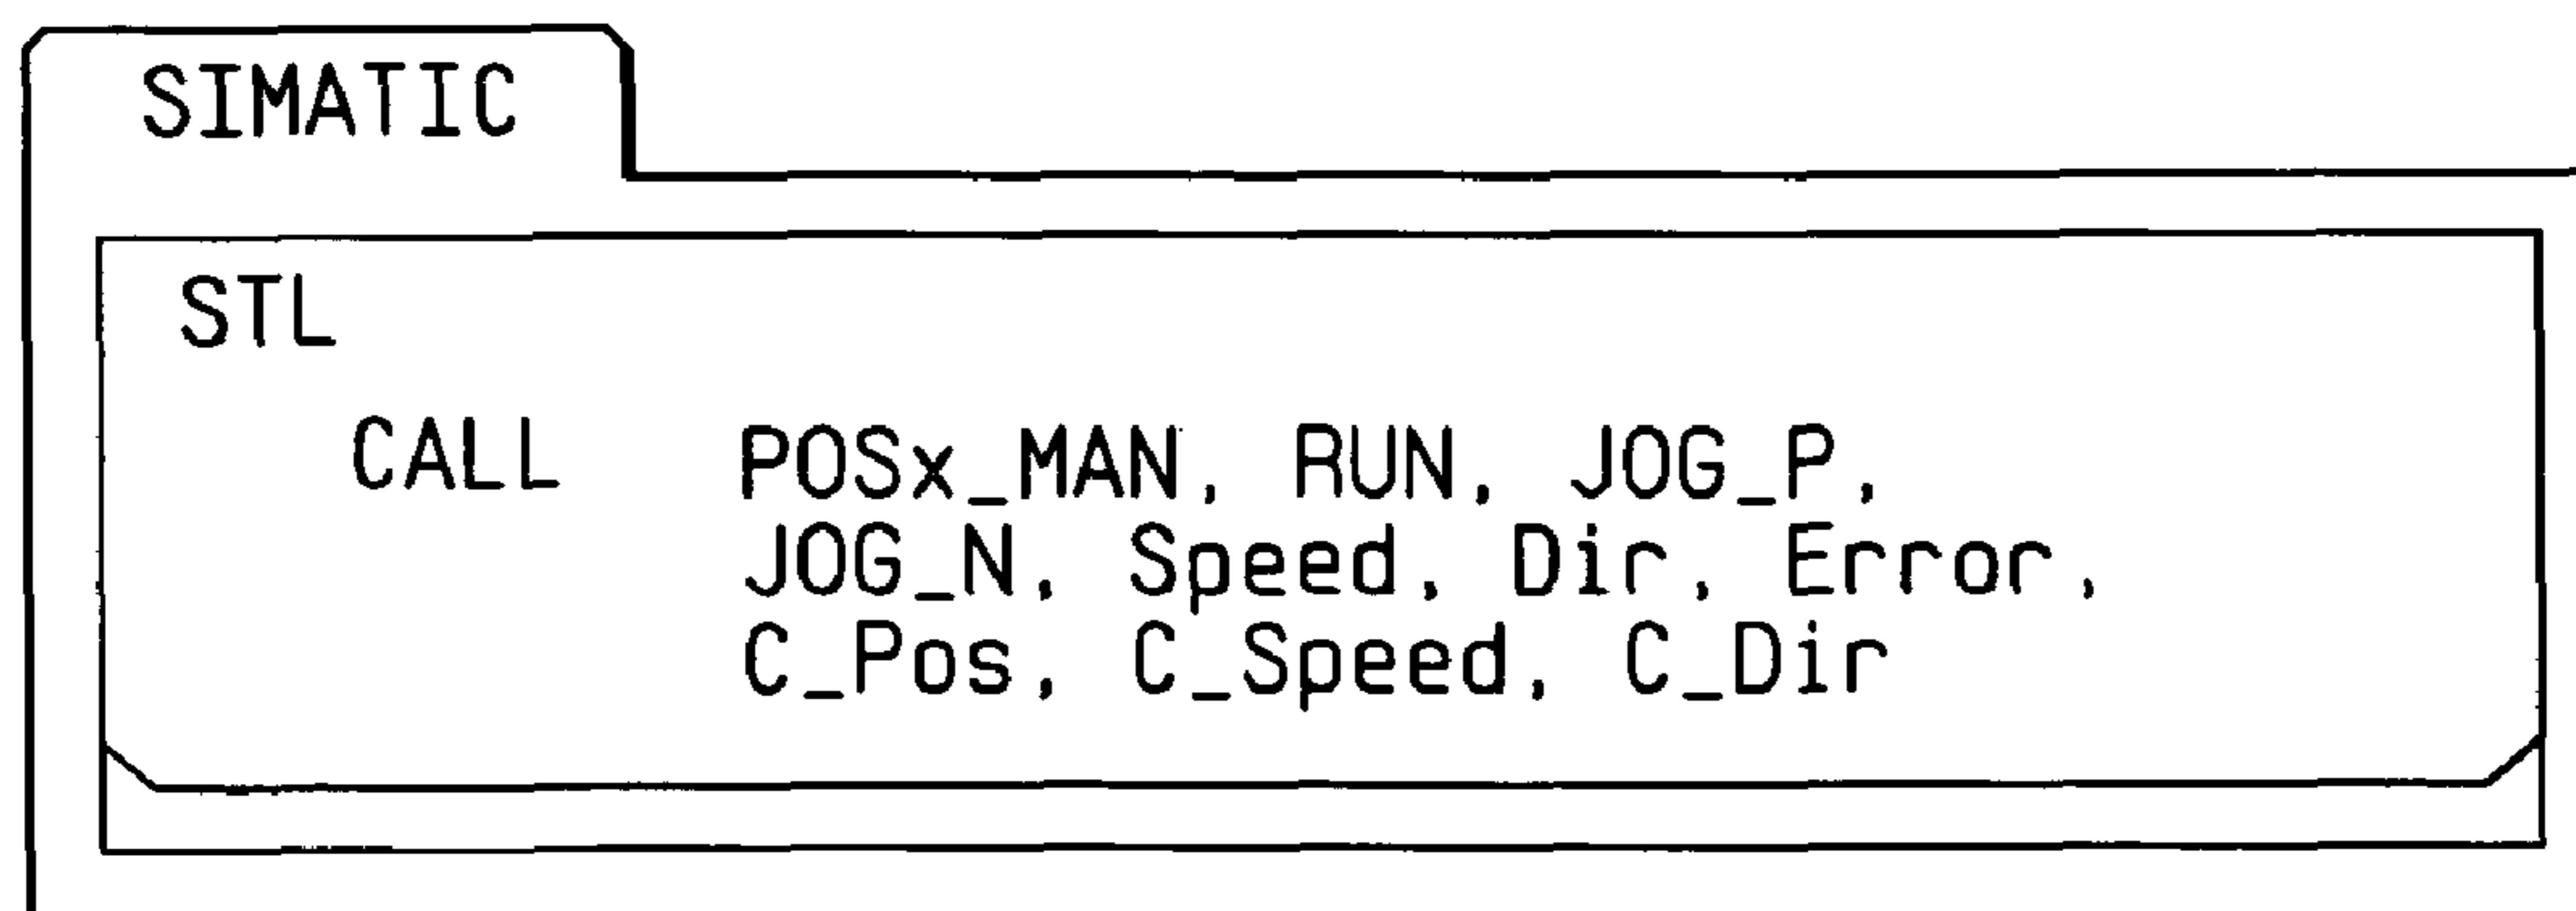 SIMATIC
STL
CALL POSx_MAN, RUN, JOG_P,
JOG_N, Speed, Dir, Error,
C_Pos, C_Speed, C_Dir